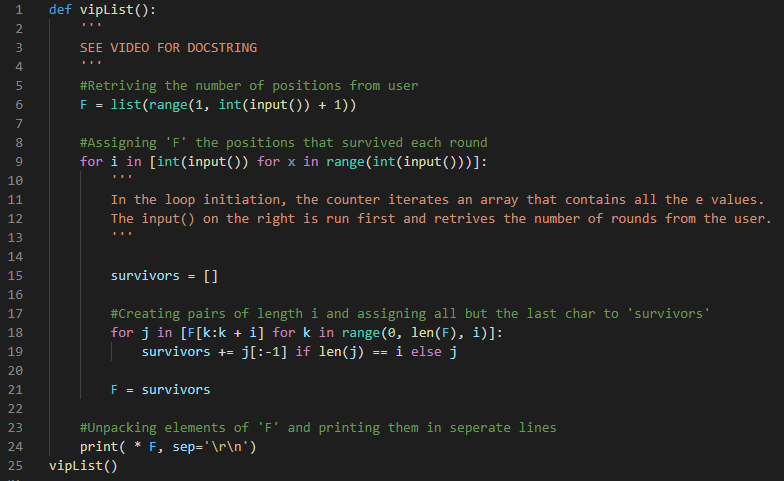 1 def vipList():
2     '''
3     SEE VIDEO FOR DOCSTRING
4     '''
5     #Retriving the number of positions from user
6     F = list(range(1, int(input()) + 1))
7
8     #Assigning 'F' the positions that survived each round
9     for i in [int(input()) for x in range(int(input()))]:
10         '''
11         In the loop initiation, the counter iterates an array that contains all the e values.
12         The input() on the right is run first and retrives the number of rounds from the user.
13         '''
14
15         survivors = []
16
17         #Creating pairs of length i and assigning all but the last char to 'survivors'
18         for j in [F[k:k + i] for k in range(0, len(F), i)]:
19             survivors += j[:-1] if len(j) == i else j
20
21         F = survivors
22
23     #Unpacking elements of 'F' and printing them in seperate lines
24     print( * F, sep='\r\n')
25 vipList()